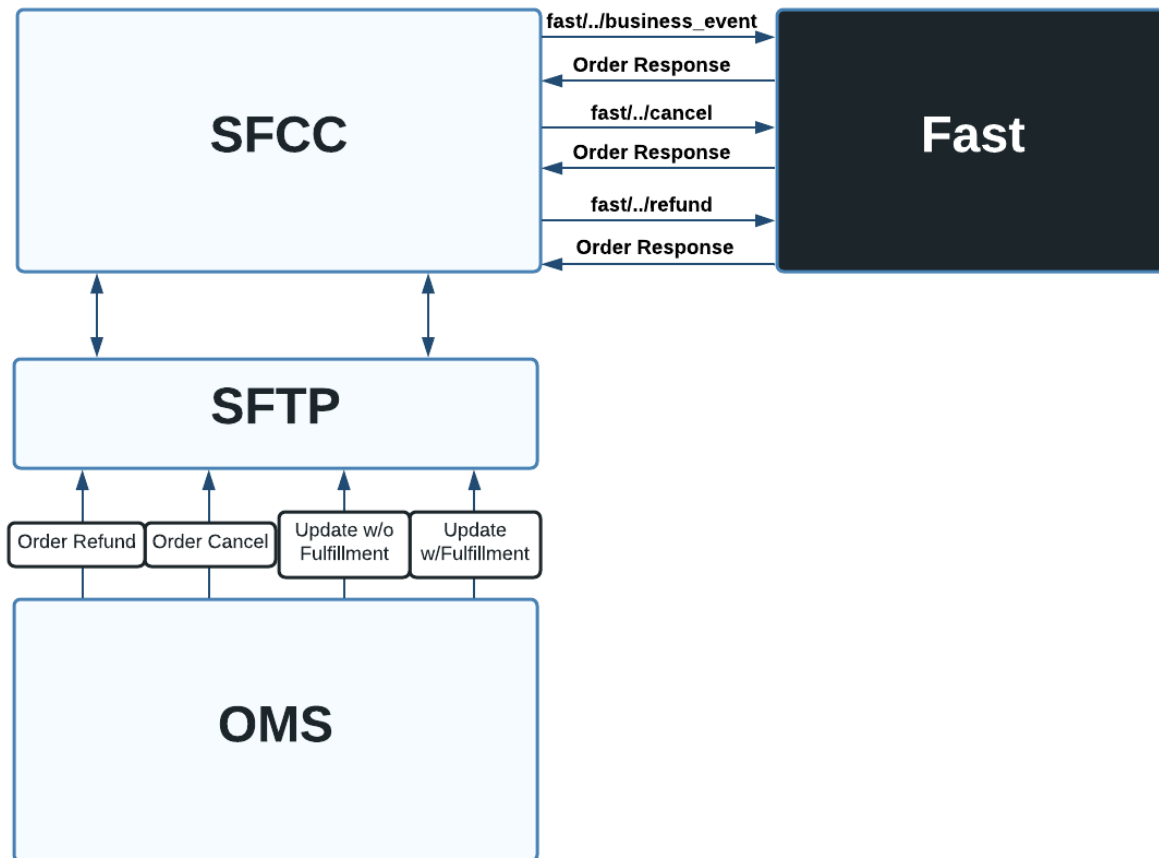 fast/../business_event
Order Response
SFCC
fast/../cancel
Fast
Order Response
fast/../refund
Order Response
SFTP
Order Refund
Order Cancel
Update w/o
Fulfillment
Update
w/Fulfillment
OMS